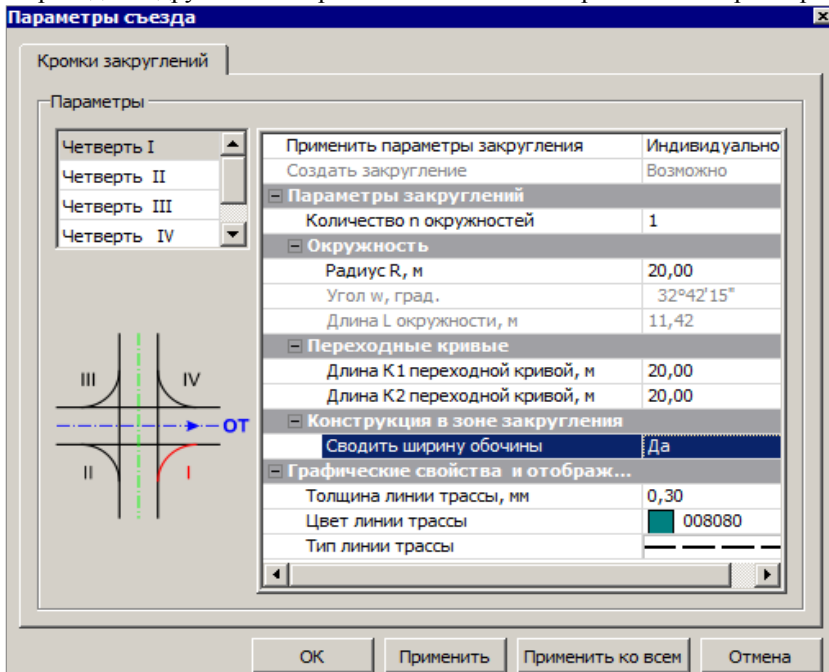 Параметры съезда
Кромки закруглений
Параметры
Четверть I
Четверть II
Четверть III
Четверть IV
Применить параметры закругления Индивидуально
Создать закругление Возможно
Параметры закруглений
Количество n окружностей 1
Окружность
Радиус R, м 20,00
Угол w, град. 32°42'15"
Длина L окружности, м 11,42
Переходные кривые
Длина К1 переходной кривой, м 20,00
Длина К2 переходной кривой, м 20,00
Конструкция в зоне закругления
Сводить ширину обочины Да
Графические свойства и отображ...
Толщина линии трассы, мм 0,30
Цвет линии трассы 008080
Тип линии трассы
III IV
ОТ
II I
ОК Применить Применить ко всем Отмена